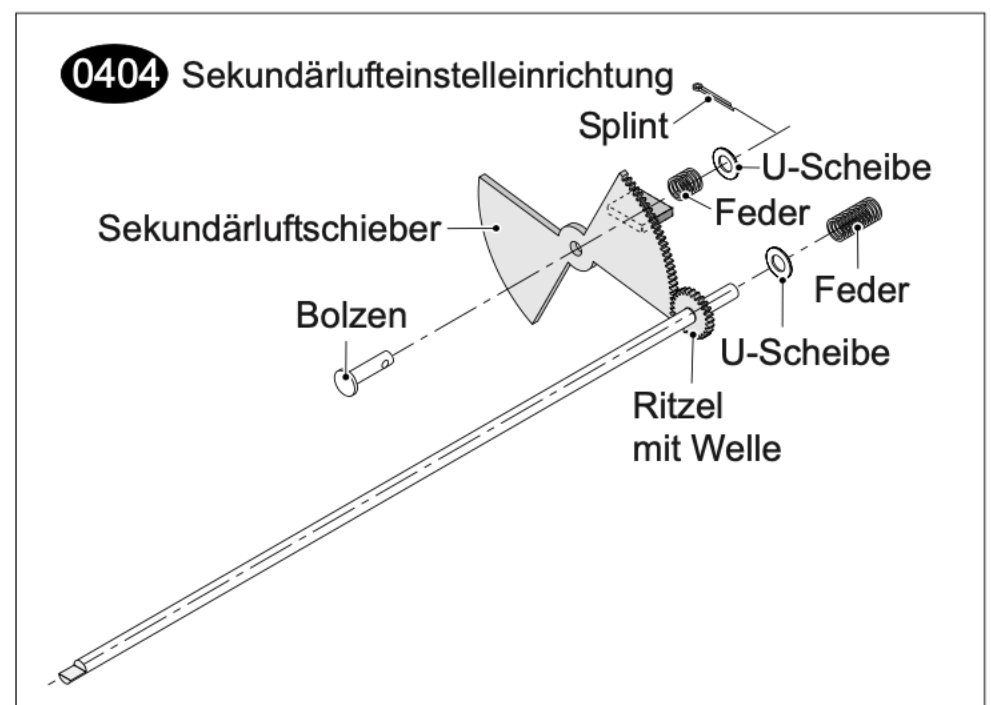 0404 Sekundärlufteinstelleinrichtung
Splint
U-Scheibe
Feder
Sekundärluftschieber
Feder
Bolzen
U-Scheibe
Ritzel
mit Welle